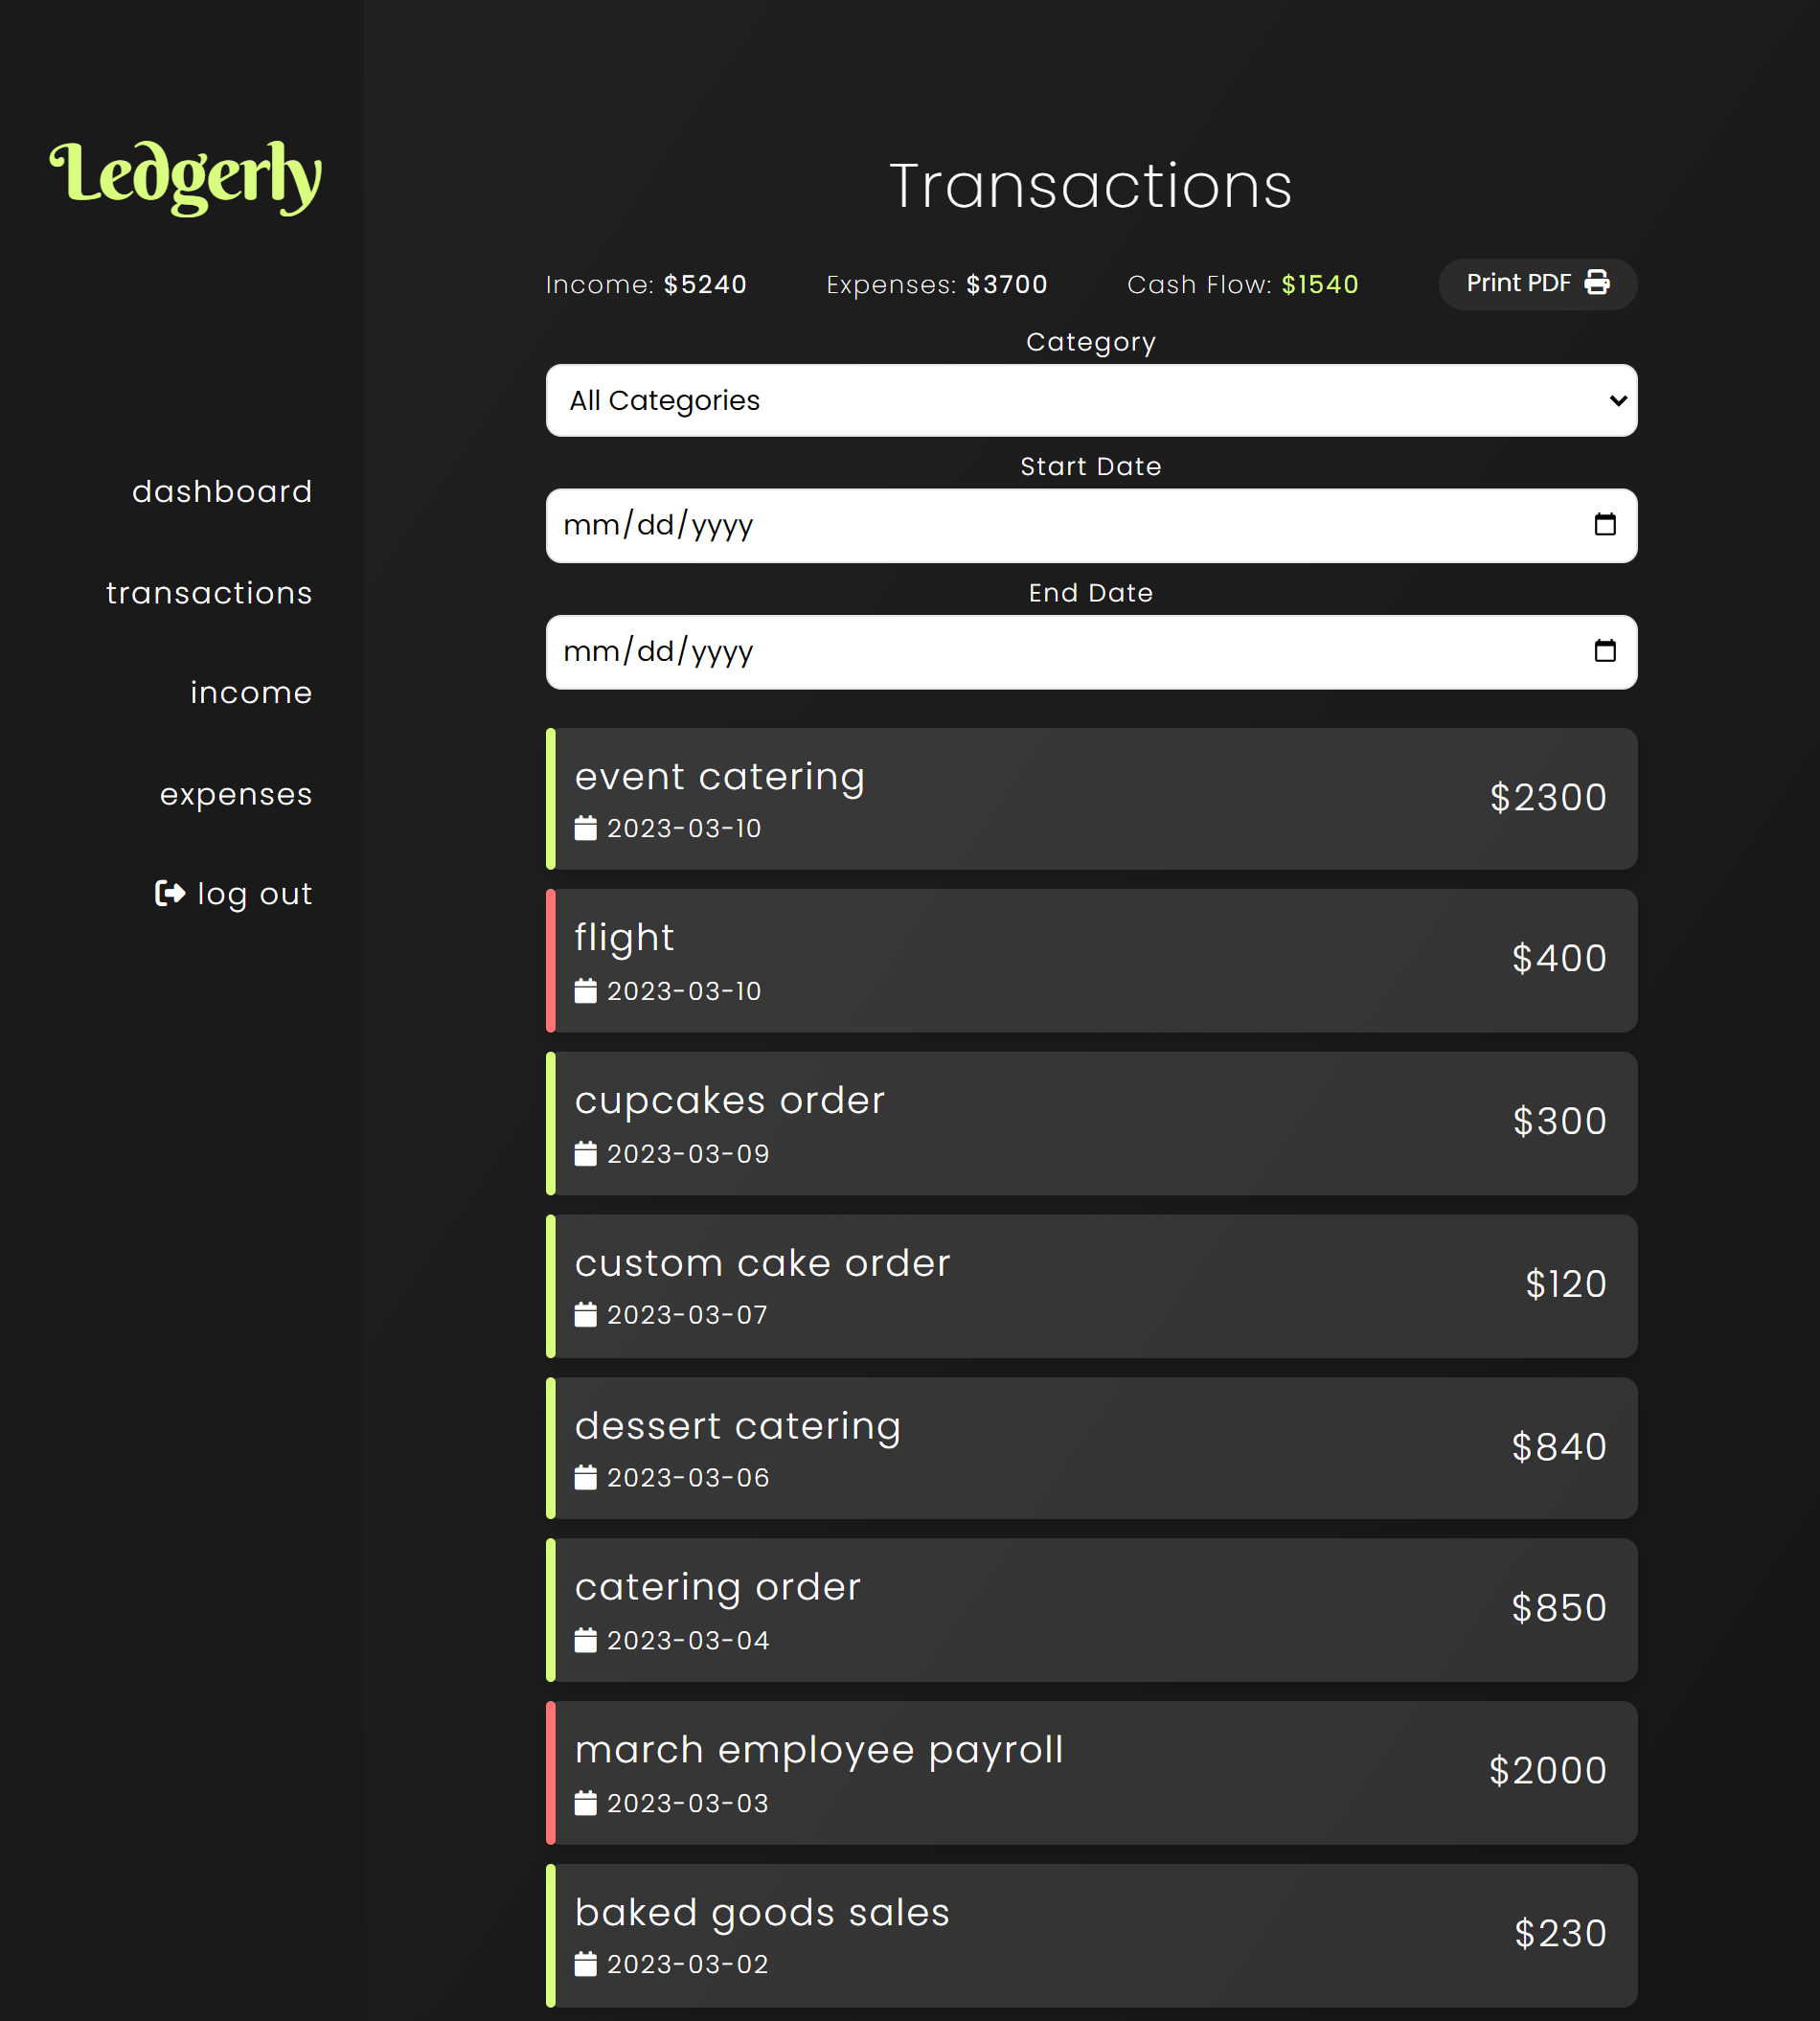 Ledgerly
dashboard
transactions
income
expenses
log out
Transactions
Income: $5240 Expenses: $3700 Cash Flow: $1540 Print PDF
Category
All Categories
Start Date
mm/dd/yyyy
End Date
mm/dd/yyyy
event catering
2023-03-10
$2300
flight
2023-03-10
$400
cupcakes order
2023-03-09
$300
custom cake order
2023-03-07
$120
dessert catering
2023-03-06
$840
catering order
2023-03-04
$850
march employee payroll
2023-03-03
$2000
baked goods sales
2023-03-02
$230